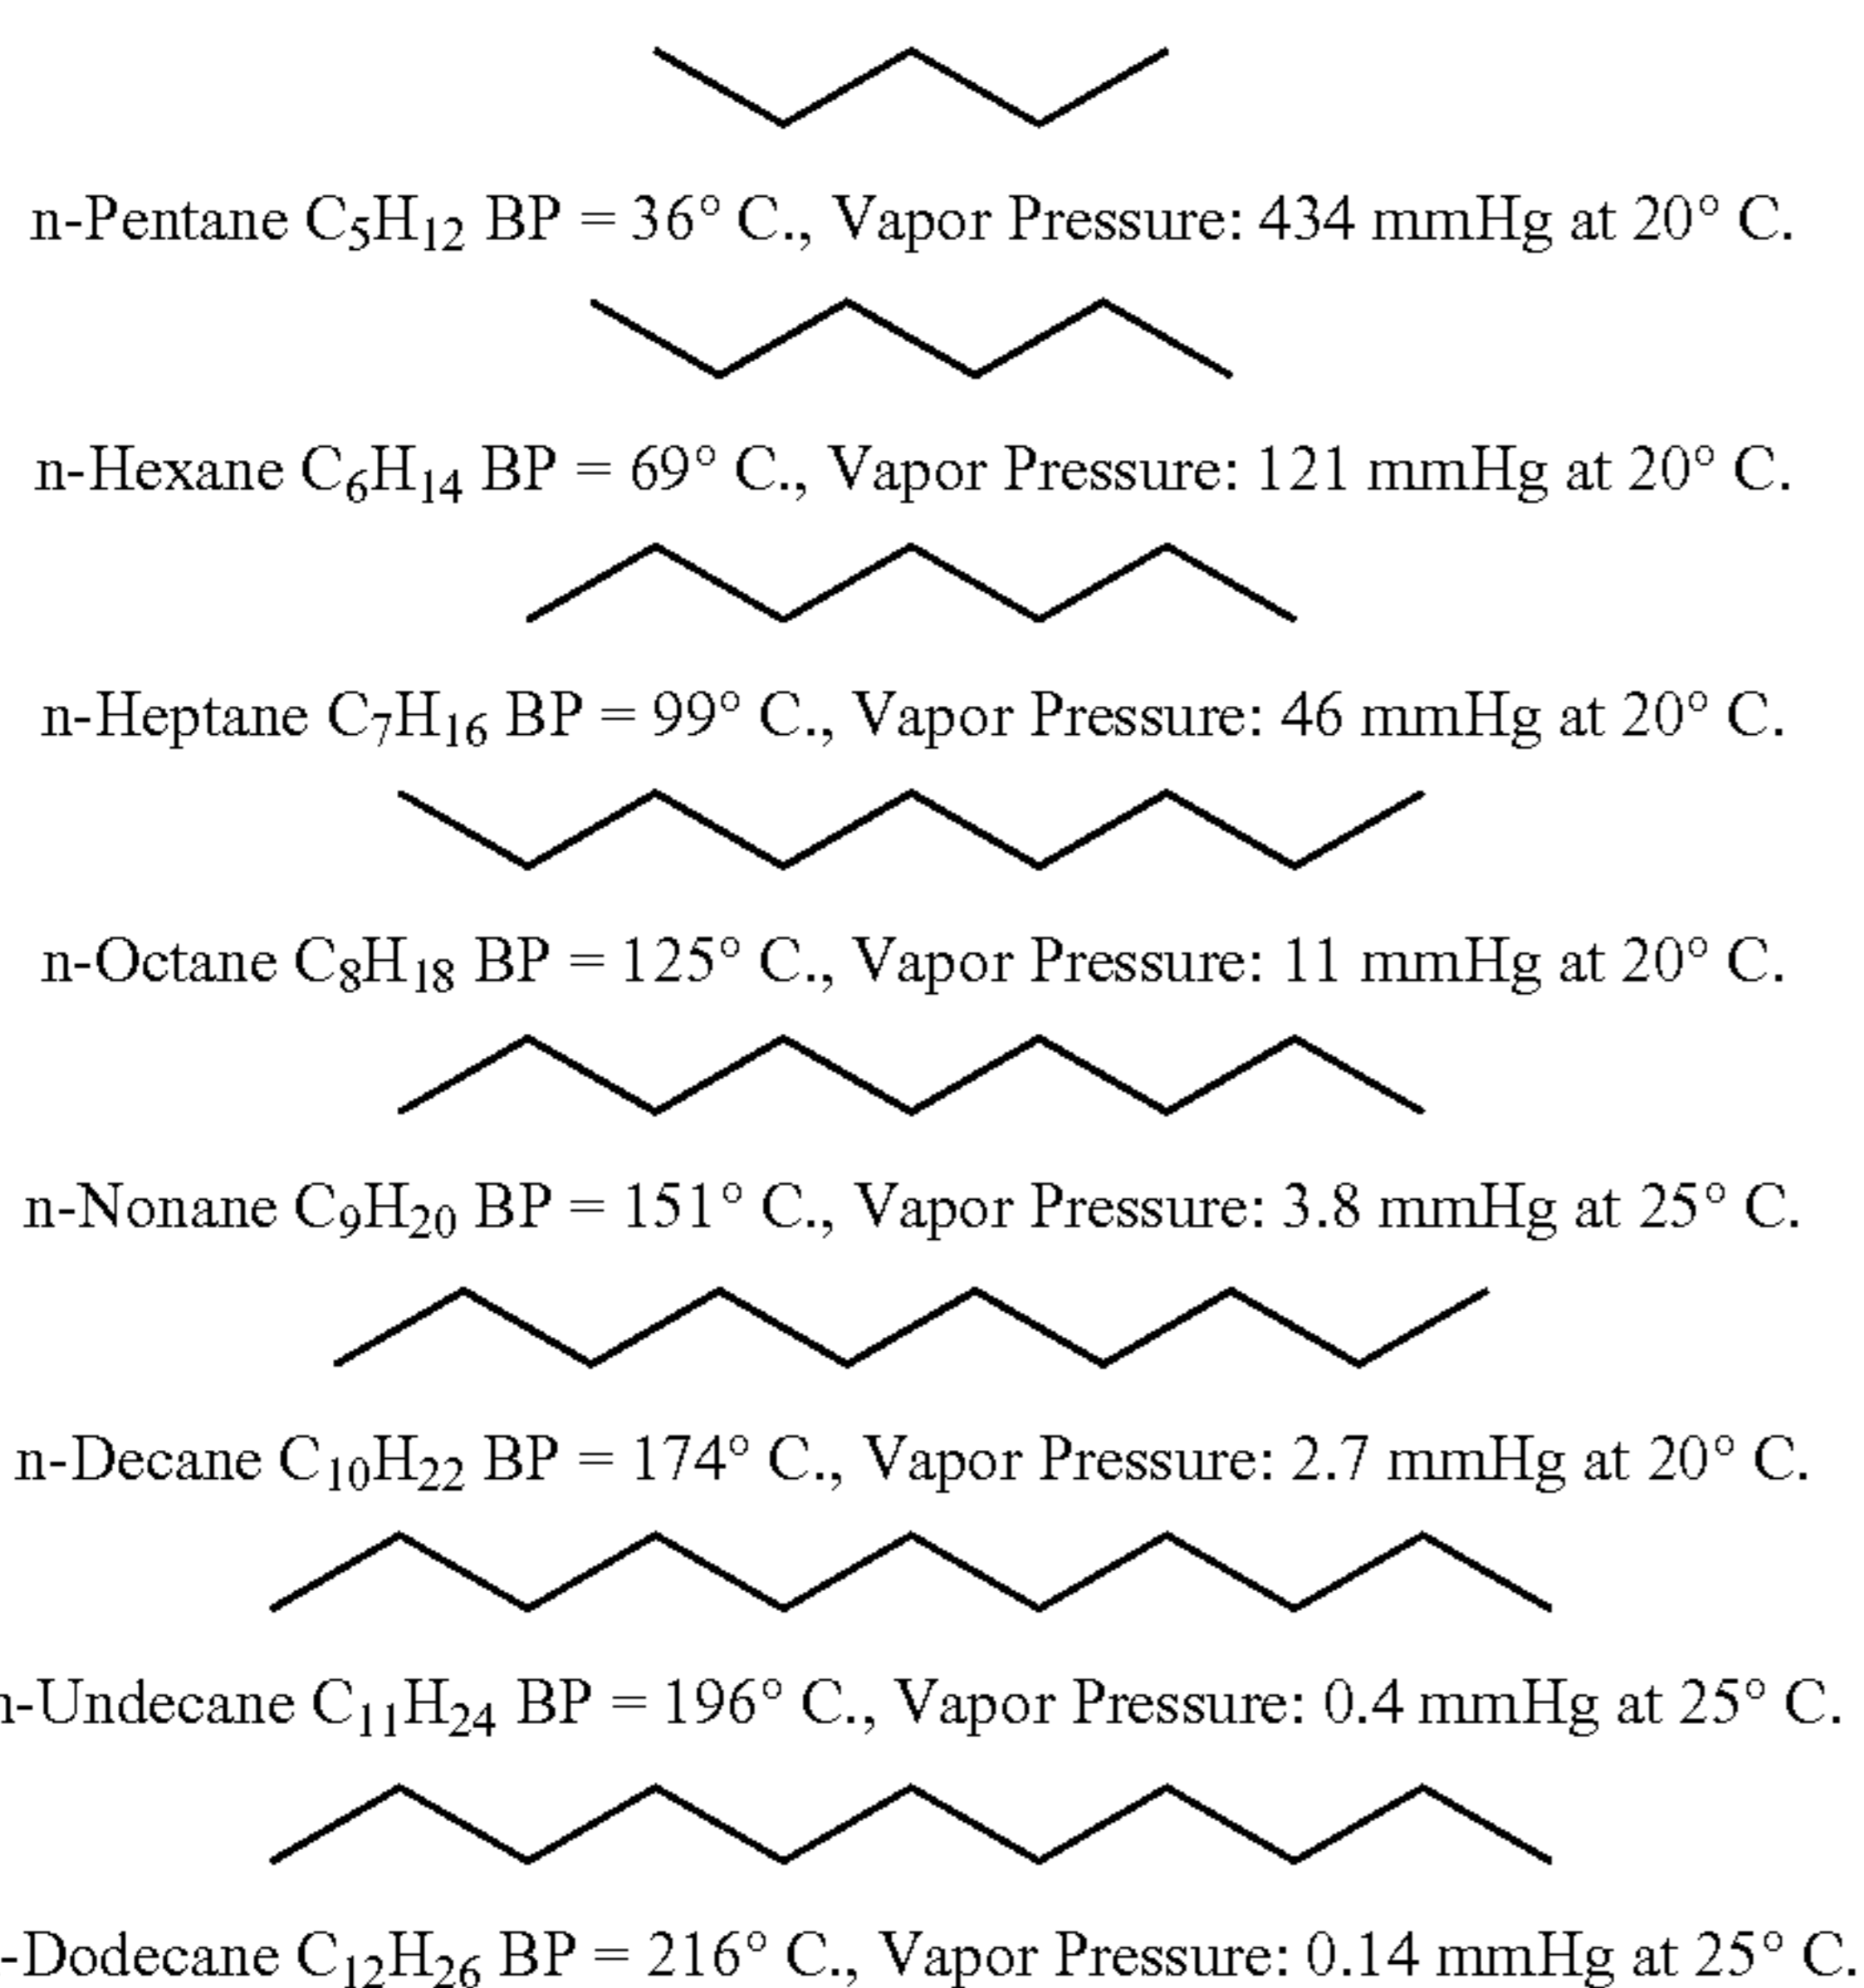 n-Pentane C₅H₁₂ BP = 36° C., Vapor Pressure: 434 mmHg at 20° C.
n-Hexane C₆H₁₄ BP = 69° C., Vapor Pressure: 121 mmHg at 20° C.
n-Heptane C₇H₁₆ BP = 99° C., Vapor Pressure: 46 mmHg at 20° C.
n-Octane C₈H₁₈ BP = 125° C., Vapor Pressure: 11 mmHg at 20° C.
n-Nonane C₉H₂₀ BP = 151° C., Vapor Pressure: 3.8 mmHg at 25° C.
n-Decane C₁₀H₂₂ BP = 174° C., Vapor Pressure: 2.7 mmHg at 20° C.
n-Undecane C₁₁H₂₄ BP = 196° C., Vapor Pressure: 0.4 mmHg at 25° C.
-Dodecane C₁₂H₂₆ BP = 216° C., Vapor Pressure: 0.14 mmHg at 25° C.